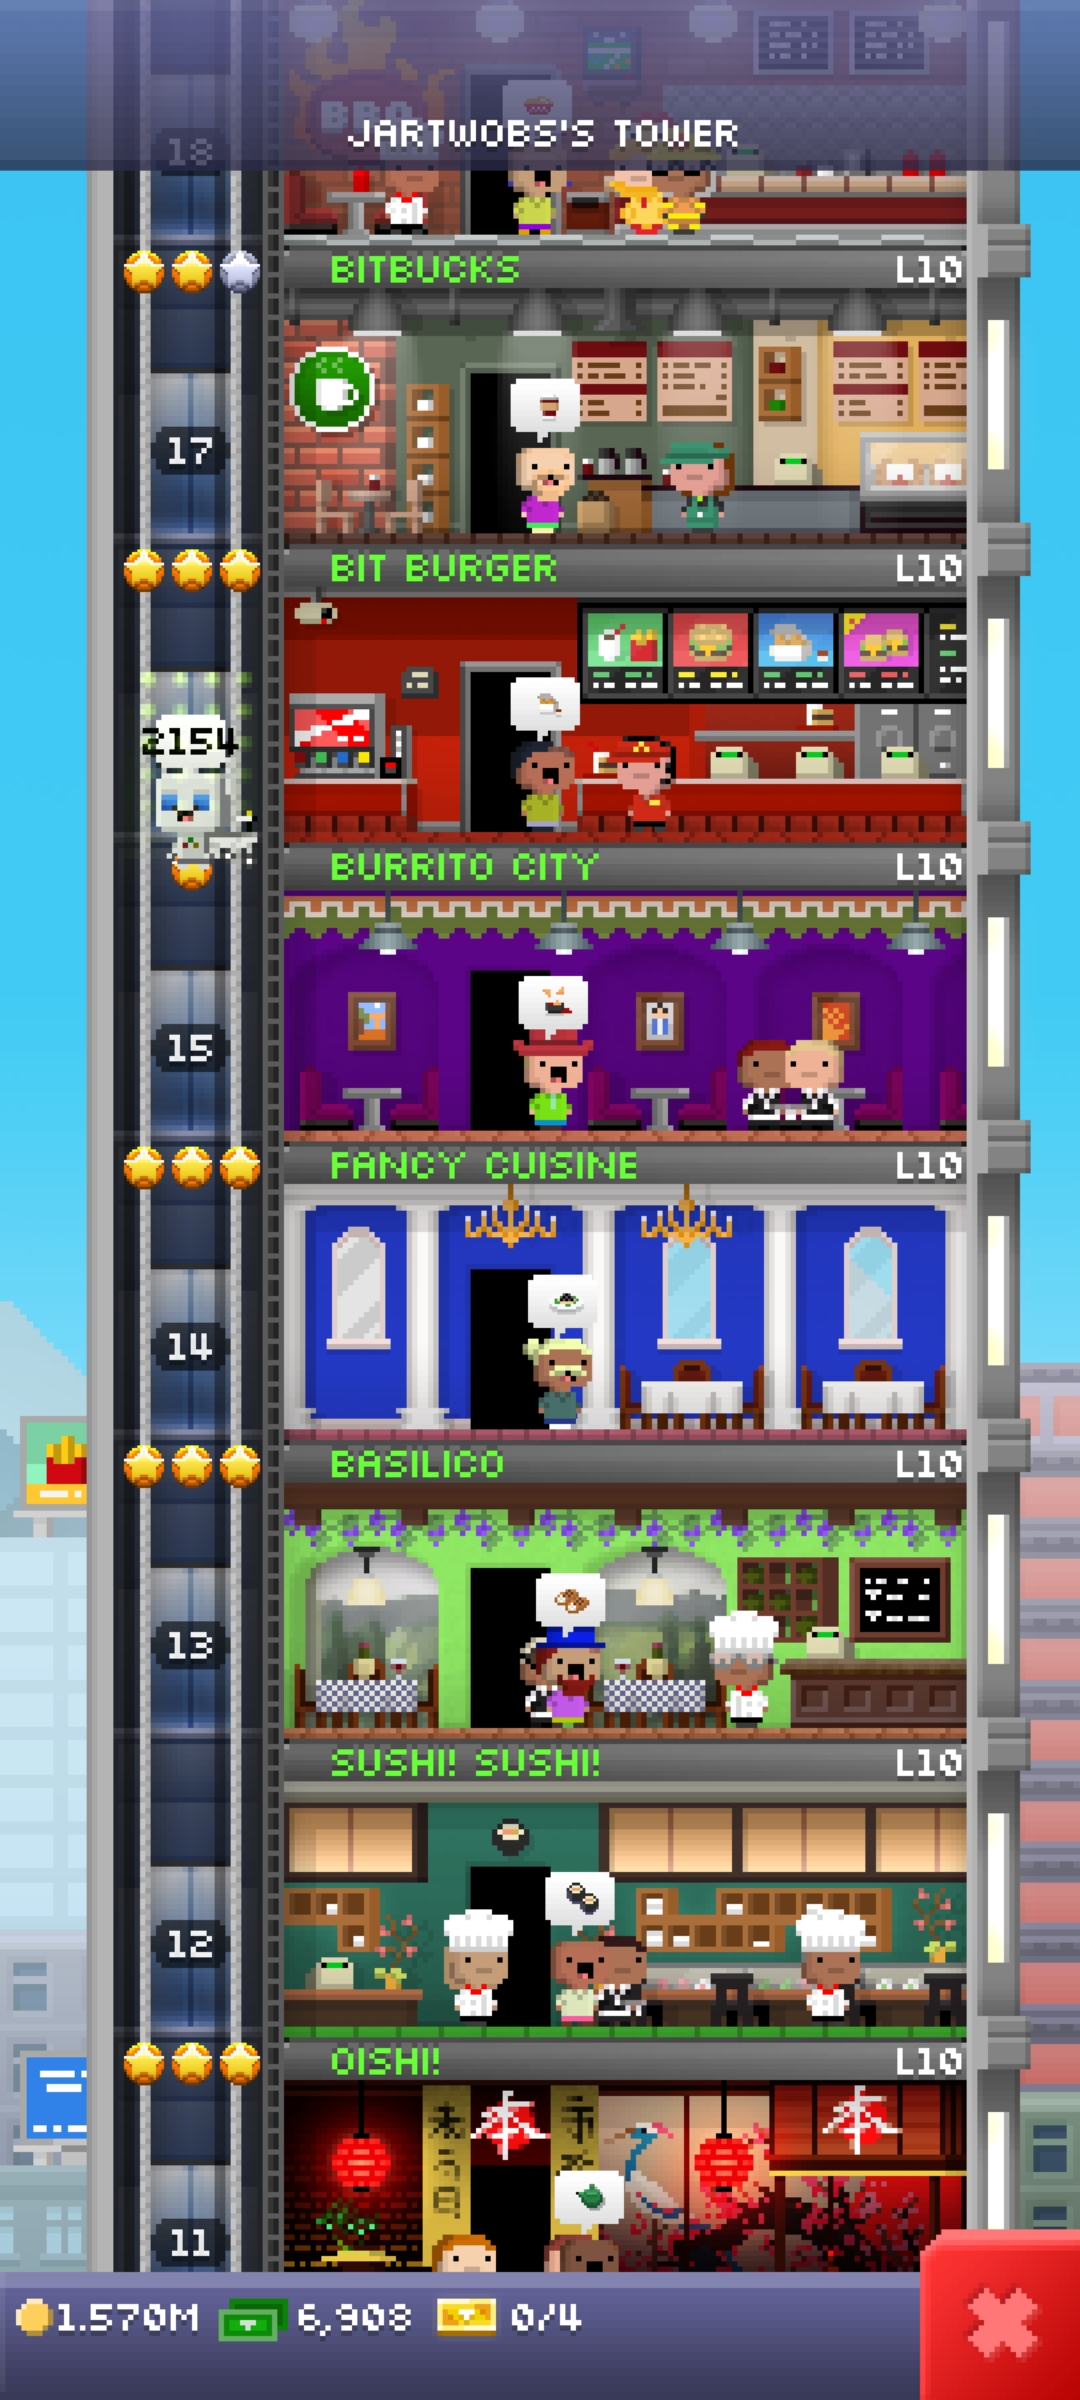 BBQ
18
JARTWOBS'S TOWER
BITBUCKS L10
17
BIT BURGER L10
2154
BURRITO CITY L10
15
FANCY CUISINE L10
14
BASILICO L10
13
SUSHI! SUSHI! L10
12
OISHI! L10
11
1.570M 6,908 0/4